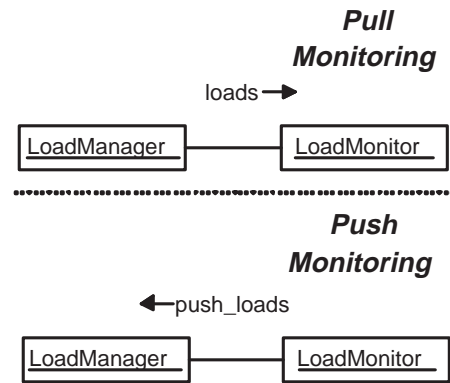 Pull
Monitoring
loads
LoadManager
LoadMonitor
Push
Monitoring
push_loads
LoadManager
LoadMonitor